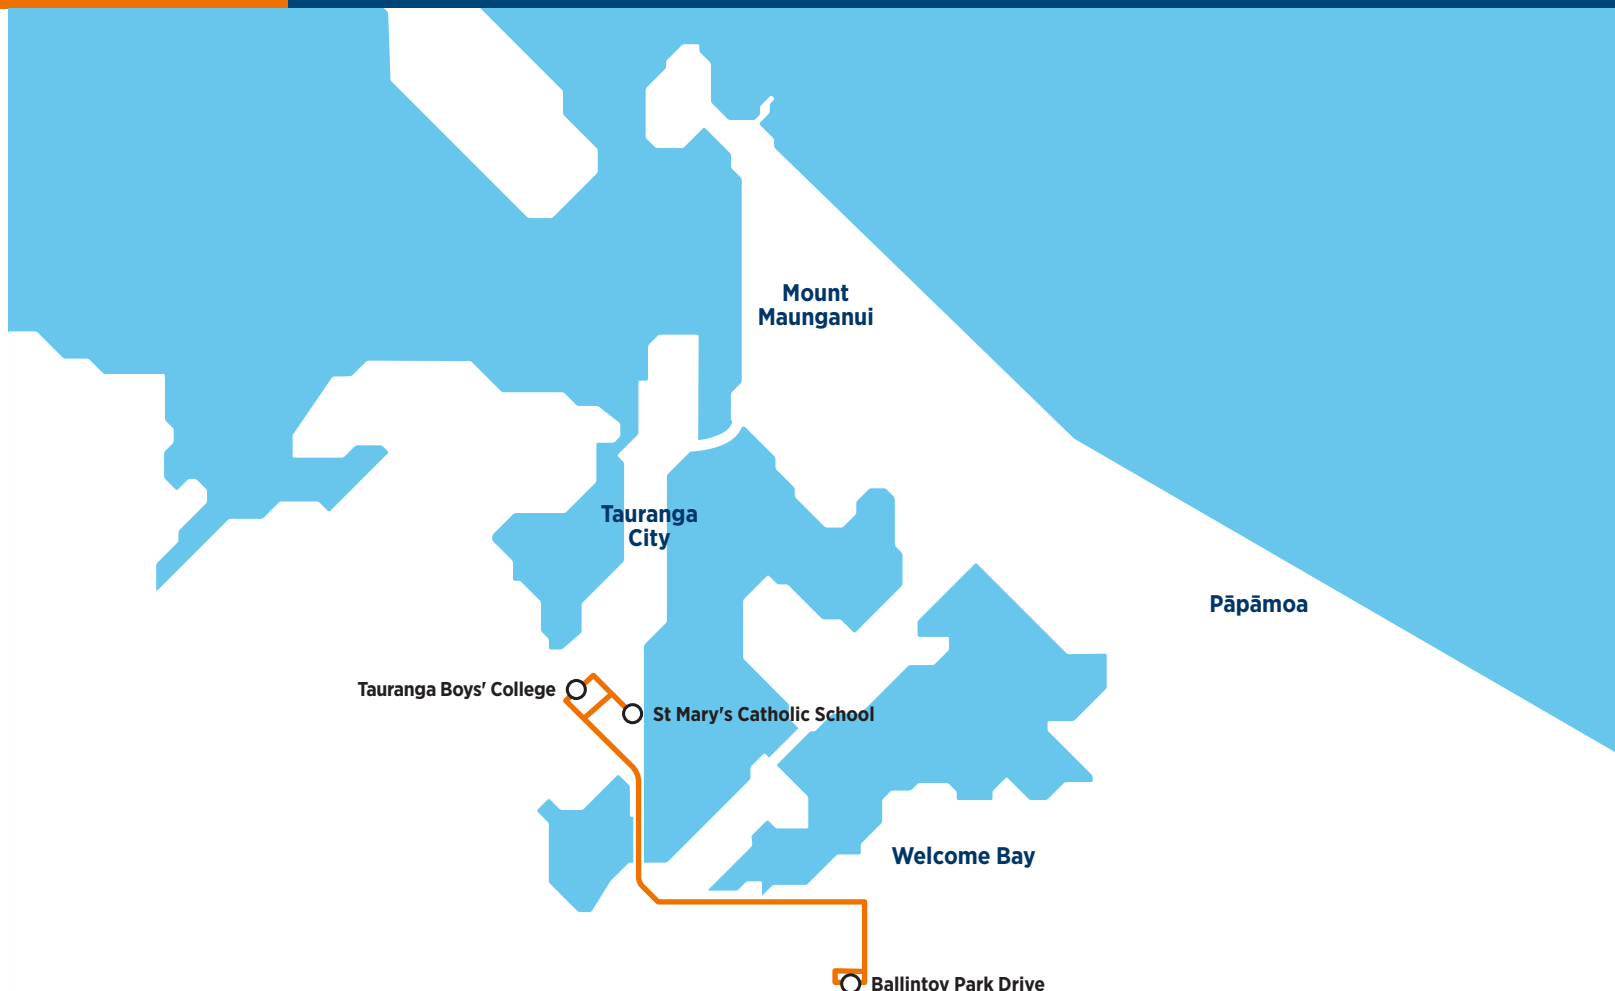 Mount
Maunganui
Tauranga
City
Pāpāmoa
Tauranga Boys' College
St Mary's Catholic School
Welcome Bay
Ballintoy Park Drive